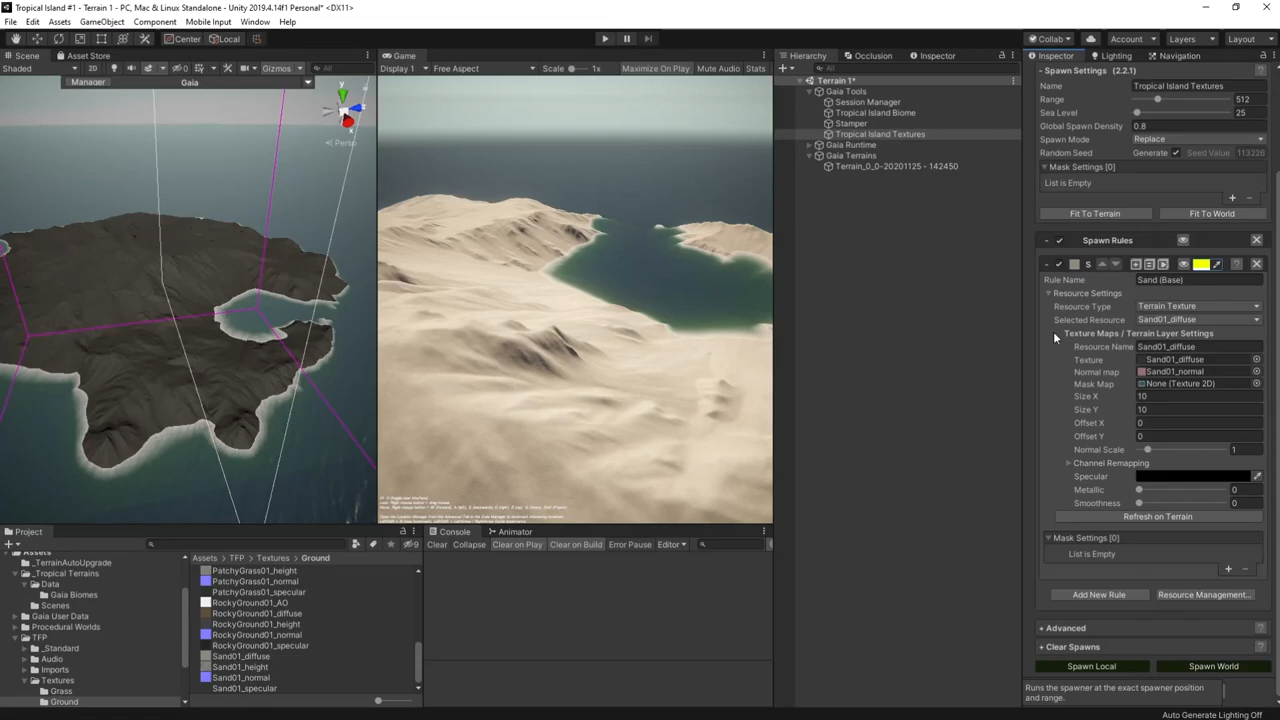 Tropical Island #1 - Terrain 1 - PC, Mac & Linux Standalone - Unity 2019.4.14f1 Personal* <DX11>
File Edit Assets GameObject Component Mobile Input Window Help
Center Local
Collab Account Layers Layout
Scene Asset Store
Shaded 2D 0 Gizmos All
Manager Gaia
y
x
Persp
Game
Display 1 Free Aspect Scale 1x Maximize On Play Mute Audio Stats
Hierarchy Occlusion Inspector
All
Terrain 1*
Gaia Tools
Session Manager
Tropical Island Biome
Stamper
Tropical Island Textures
Gaia Runtime
Gaia Terrains
Terrain_0_0-20201125 - 142450
Inspector Lighting Navigation
- Spawn Settings (2.2.1)
Name Tropical Island Textures
Range 512
Sea Level 25
Global Spawn Density 0.8
Spawn Mode Replace
Random Seed Generate Seed Value 113226
Mask Settings [0]
List is Empty
+ -
Fit To Terrain Fit To World
- Spawn Rules
- S ?
Rule Name Sand (Base)
Resource Settings
Resource Type Terrain Texture
Selected Resource Sand01_diffuse
Texture Maps / Terrain Layer Settings
Resource Name Sand01_diffuse
Texture Sand01_diffuse
Normal map Sand01_normal
Mask Map None (Texture 2D)
Size X 10
Size Y 10
Offset X 0
Offset Y 0
Normal Scale 1
Channel Remapping
Specular
Metallic 0
Smoothness 0
Refresh on Terrain
Mask Settings [0]
List is Empty
+ -
Add New Rule Resource Management...
+ Advanced ?
+ Clear Spawns ?
Spawn Local Spawn World
Runs the spawner at the exact spawner position
and range.
Project
9
Assets
_TerrainAutoUpgrade
_Tropical Terrains
Data
Gaia Biomes
Scenes
Gaia User Data
Procedural Worlds
TFP
_Standard
Audio
Imports
Textures
Grass
Ground
Assets > TFP > Textures > Ground
PatchyGrass01_height
PatchyGrass01_normal
PatchyGrass01_specular
RockyGround01_AO
RockyGround01_diffuse
RockyGround01_height
RockyGround01_normal
RockyGround01_specular
Sand01_diffuse
Sand01_height
Sand01_normal
Sand01_specular
Console Animator
Clear Collapse Clear on Play Clear on Build Error Pause Editor
Auto Generate Lighting Off